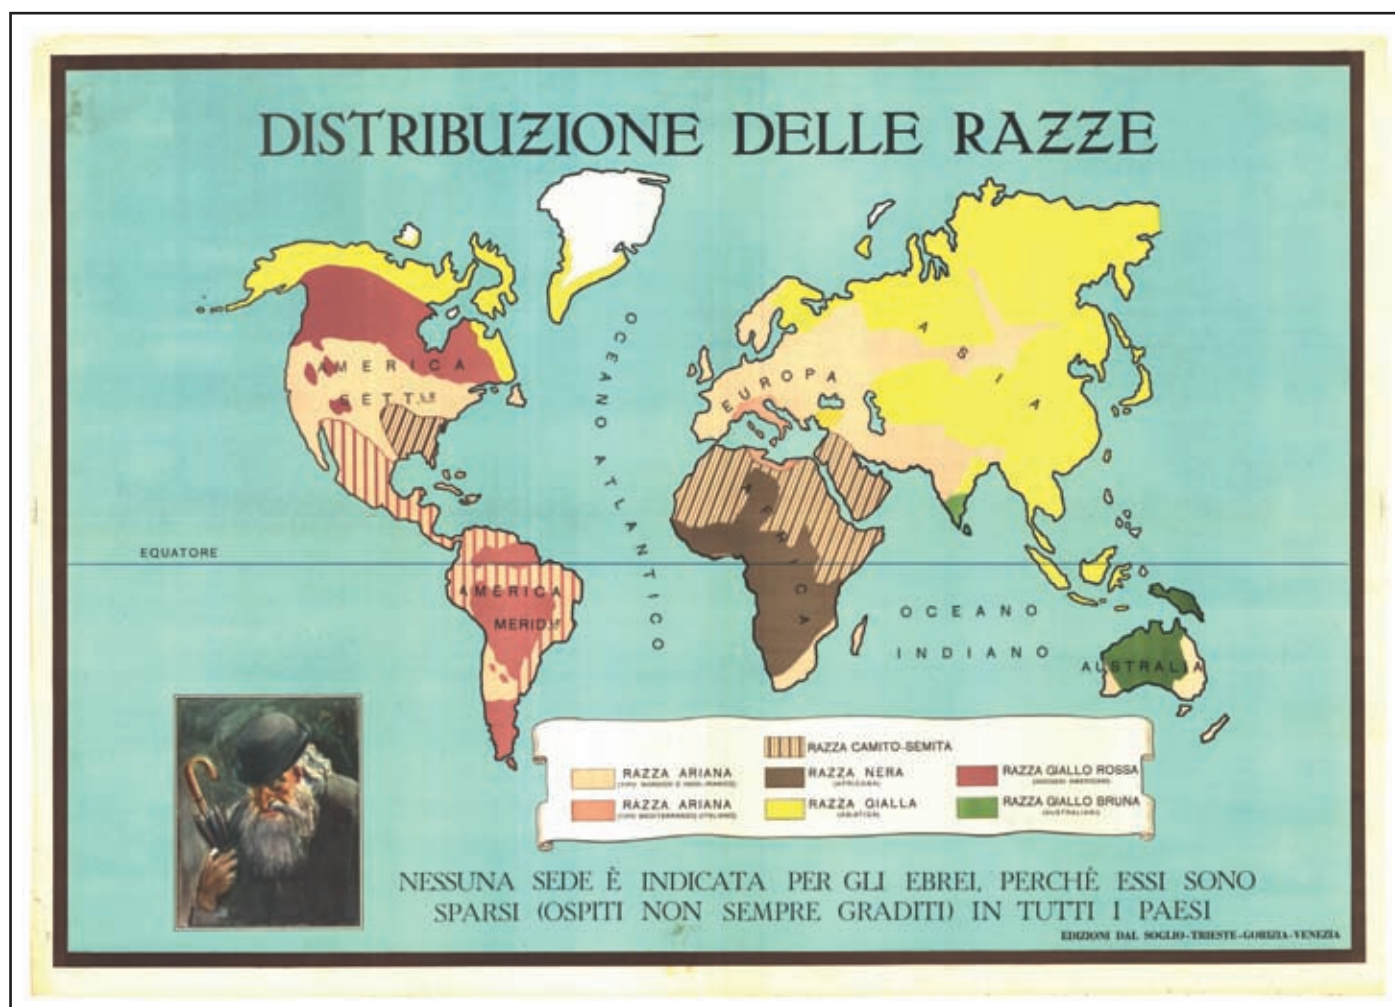 DISTRIBUZIONE DELLE RAZZE
AMERICA
SETT.LE
OCEANO ATLANTICO
EUROPA
ASIA
AFRICA
EQUATORE
AMERICA
MERID.LE
OCEANO
INDIANO
AUSTRALIA
RAZZA CAMITO-SEMITA
RAZZA ARIANA
RAZZA NERA
RAZZA GIALLO ROSSA
RAZZA ARIANA
RAZZA GIALLA
RAZZA GIALLO BRUNA
NESSUNA SEDE È INDICATA PER GLI EBREI, PERCHÈ ESSI SONO
SPARSI (OSPITI NON SEMPRE GRADITI) IN TUTTI I PAESI
EDIZIONI DAL SOGLIO-TRIESTE-GORIZIA-VENEZIA